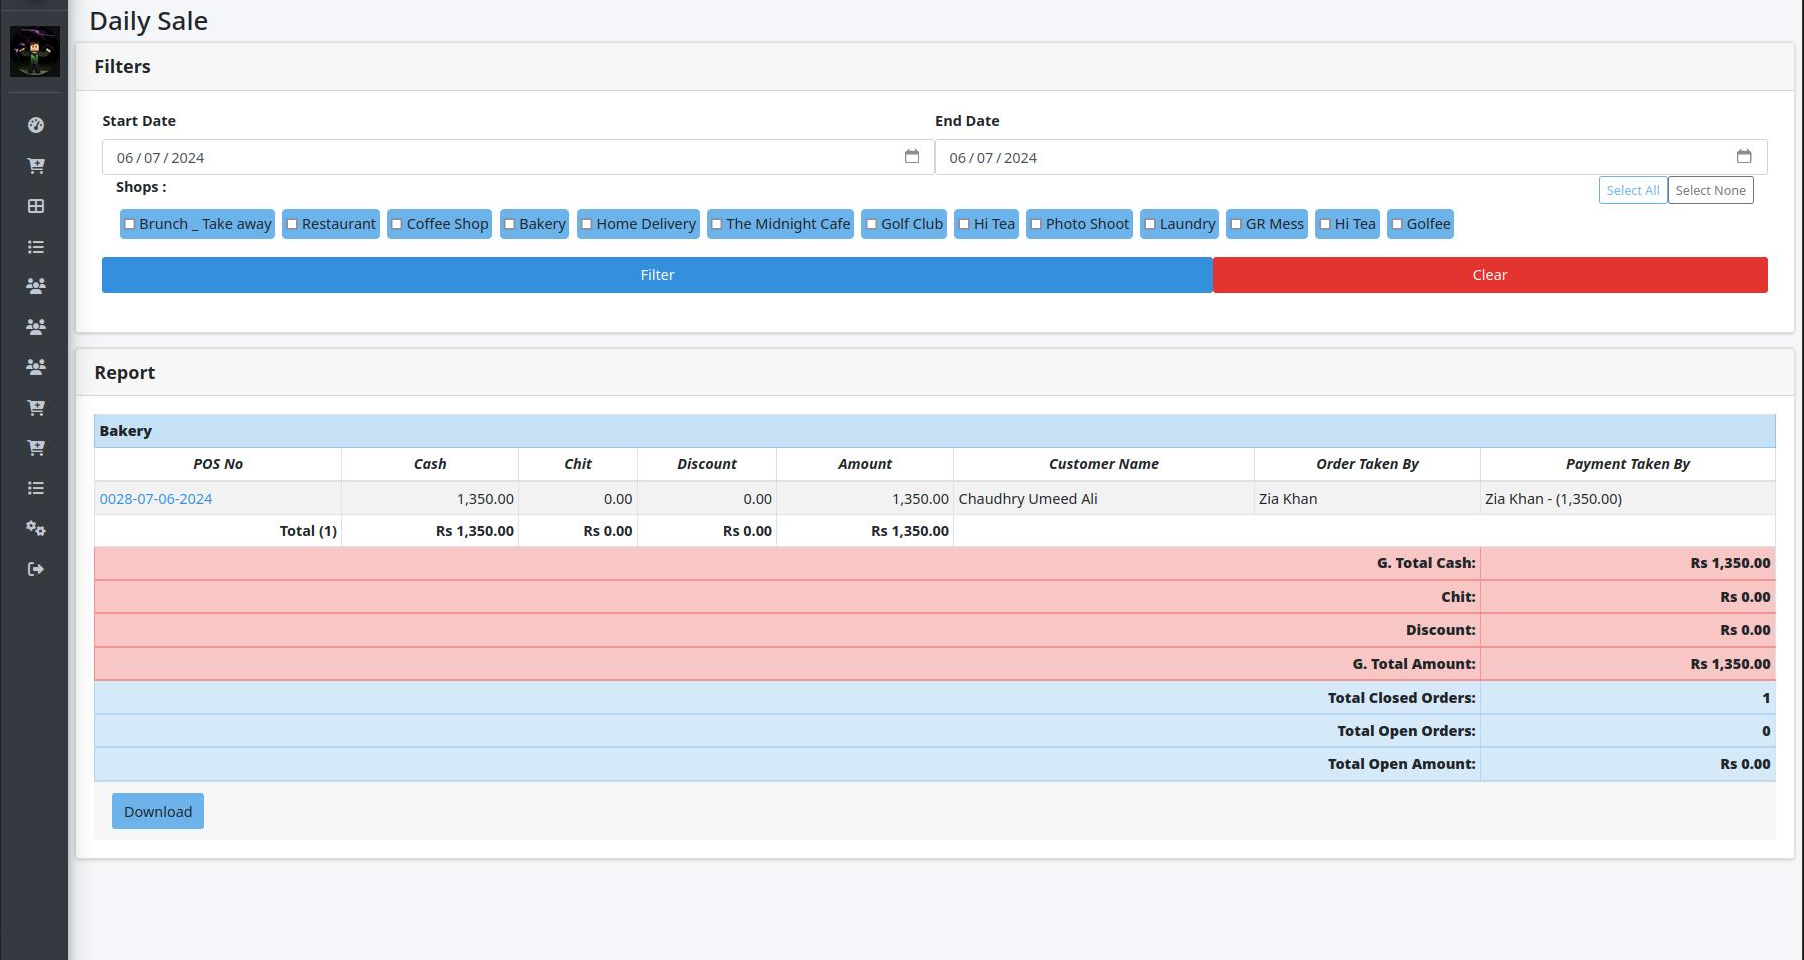 Daily Sale
Filters
Start Date End Date
06/07/2024 06/07/2024
Shops : Select All Select None
Brunch _ Take away Restaurant Coffee Shop Bakery Home Delivery The Midnight Cafe Golf Club Hi Tea Photo Shoot Laundry GR Mess Hi Tea Golfee
Filter Clear
Report
Bakery
POS No Cash Chit Discount Amount Customer Name Order Taken By Payment Taken By
0028-07-06-2024 1,350.00 0.00 0.00 1,350.00 Chaudhry Umeed Ali Zia Khan Zia Khan - (1,350.00)
Total (1) Rs 1,350.00 Rs 0.00 Rs 0.00 Rs 1,350.00
G. Total Cash: Rs 1,350.00
Chit: Rs 0.00
Discount: Rs 0.00
G. Total Amount: Rs 1,350.00
Total Closed Orders: 1
Total Open Orders: 0
Total Open Amount: Rs 0.00
Download